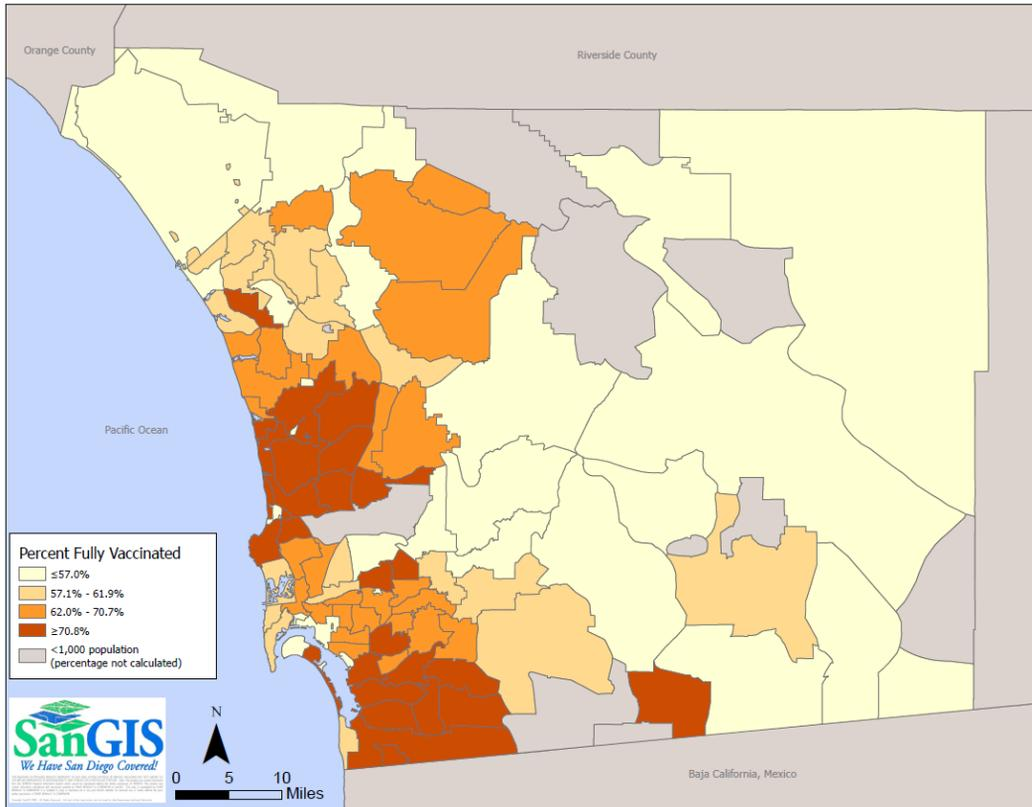 Orange County
Riverside County
Pacific Ocean
Percent Fully Vaccinated
≤57.0%
57.1% - 61.9%
62.0% - 70.7%
≥70.8%
<1,000 population
(percentage not calculated)
SanGIS
We Have San Diego Covered!
N
0 5 10
Miles
Baja California, Mexico